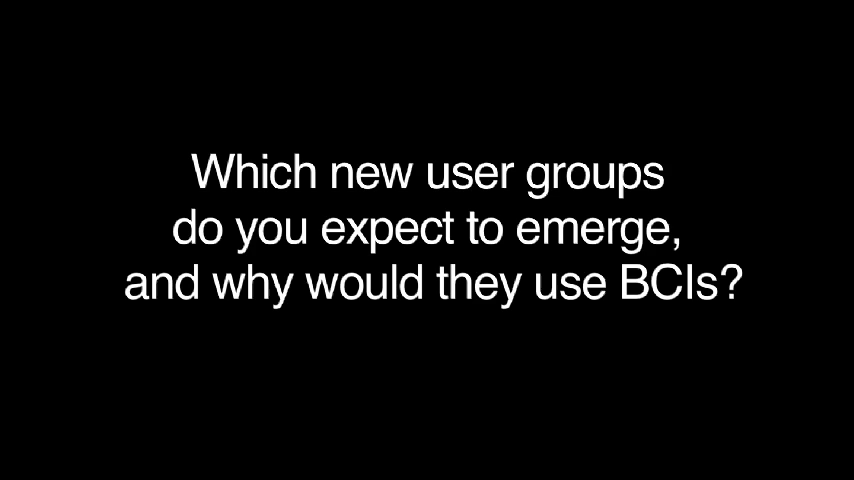 Which new user groups
do you expect to emerge,
and why would they use BCIs?